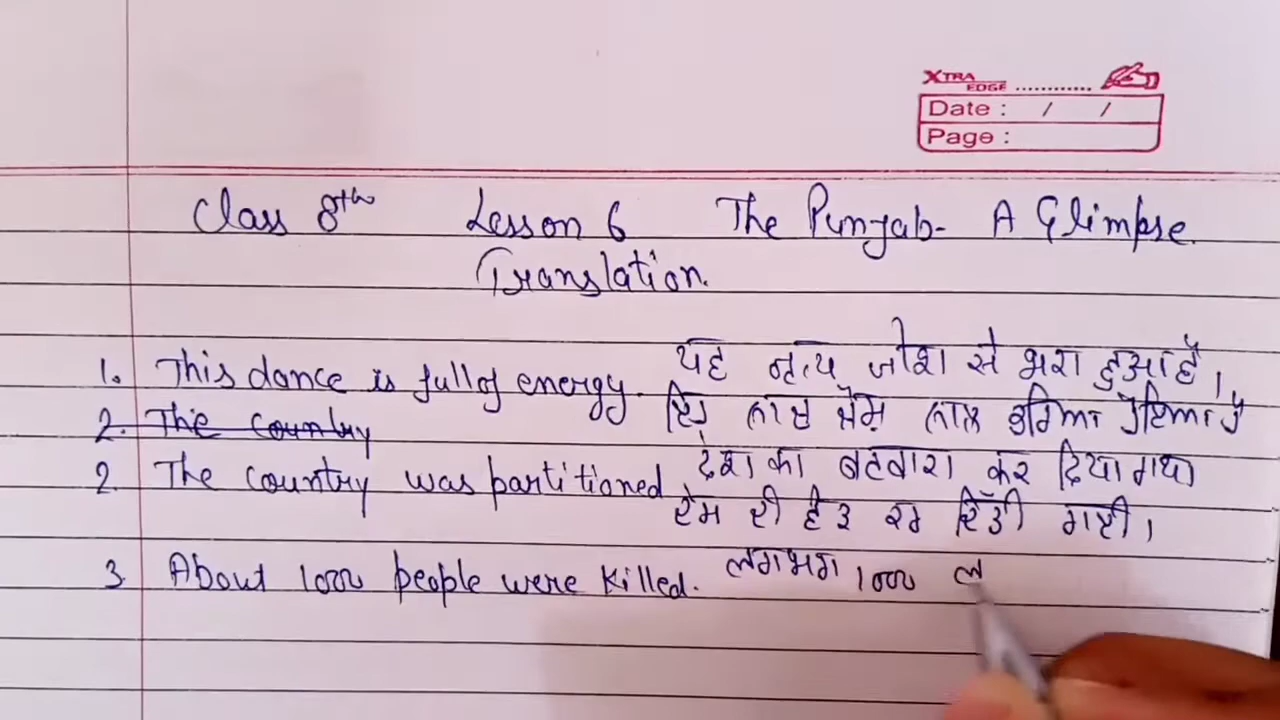 XTRA EDGE ............
Date : / /
Page :
Class 8th Lesson 6 The Punjab- A Glimpse.
Translation.
1. This dance is full of energy. यह नृत्य जोश से भरा हुआ है।
ਇਹ ਨਾਚ ਜੋਸ਼ ਨਾਲ ਭਰਿਆ ਹੋਇਆ ਹੈ
2. The country
2. The country was partitioned, देश का बटवारा कर दिया गया
ਦੇਸ਼ ਦੀ ਵੰਡ ਕਰ ਦਿੱਤੀ ਗਈ।
3 About 1000 people were killed. लगभग 1000 ल